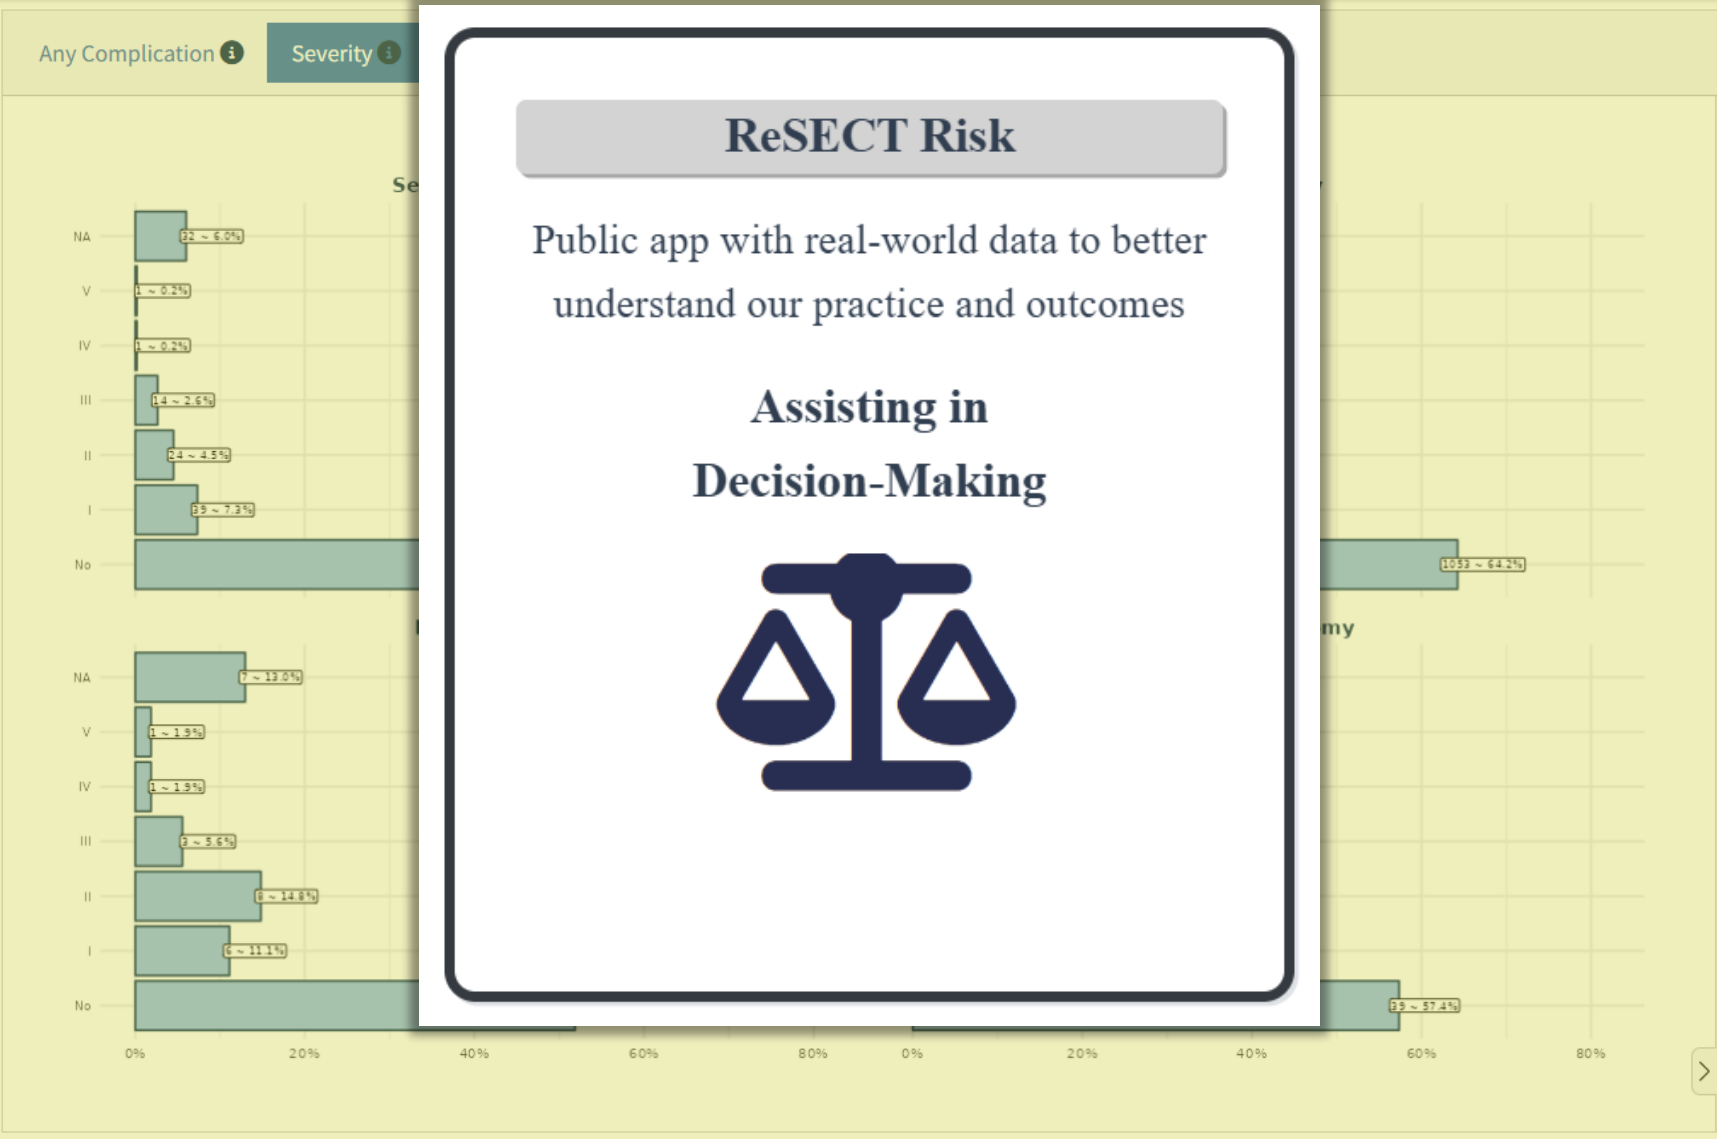 Any Complication
Severity
ReSECT Risk
Public app with real-world data to better
understand our practice and outcomes
Assisting in
Decision-Making
NA
32 ~ 6.0%
V
1 ~ 0.2%
IV
1 ~ 0.2%
III
14 ~ 2.6%
II
24 ~ 4.5%
I
39 ~ 7.3%
No
1053 ~ 64.2%
NA
7 ~ 13.0%
V
1 ~ 1.9%
IV
1 ~ 1.9%
III
3 ~ 5.6%
II
8 ~ 14.8%
I
6 ~ 11.1%
No
39 ~ 57.4%
0%
20%
40%
60%
80%
0%
20%
40%
60%
80%